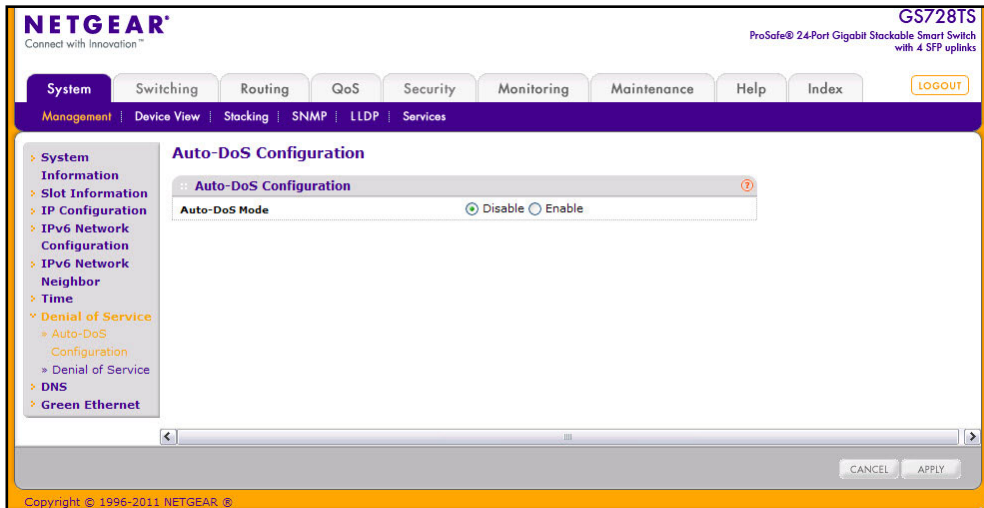 NETGEAR®
Connect with Innovation™
GS728TS
ProSafe® 24-Port Gigabit Stackable Smart Switch
with 4 SFP uplinks
System Switching Routing QoS Security Monitoring Maintenance Help Index LOGOUT
Management Device View Stacking SNMP LLDP Services
System
Information
Slot Information
IP Configuration
IPv6 Network
Configuration
IPv6 Network
Neighbor
Time
Denial of Service
» Auto-DoS
Configuration
» Denial of Service
DNS
Green Ethernet
Auto-DoS Configuration
Auto-DoS Configuration ?
Auto-DoS Mode Disable Enable
CANCEL APPLY
Copyright © 1996-2011 NETGEAR ®